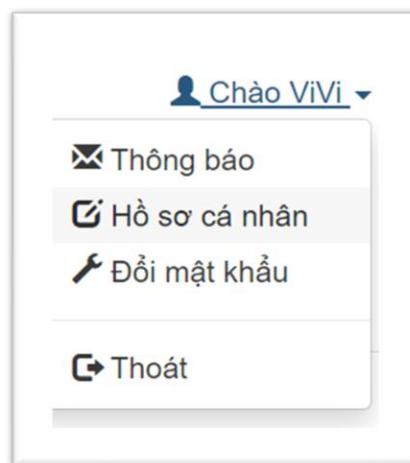 Chào ViVi
Thông báo
Hồ sơ cá nhân
Đổi mật khẩu
Thoát